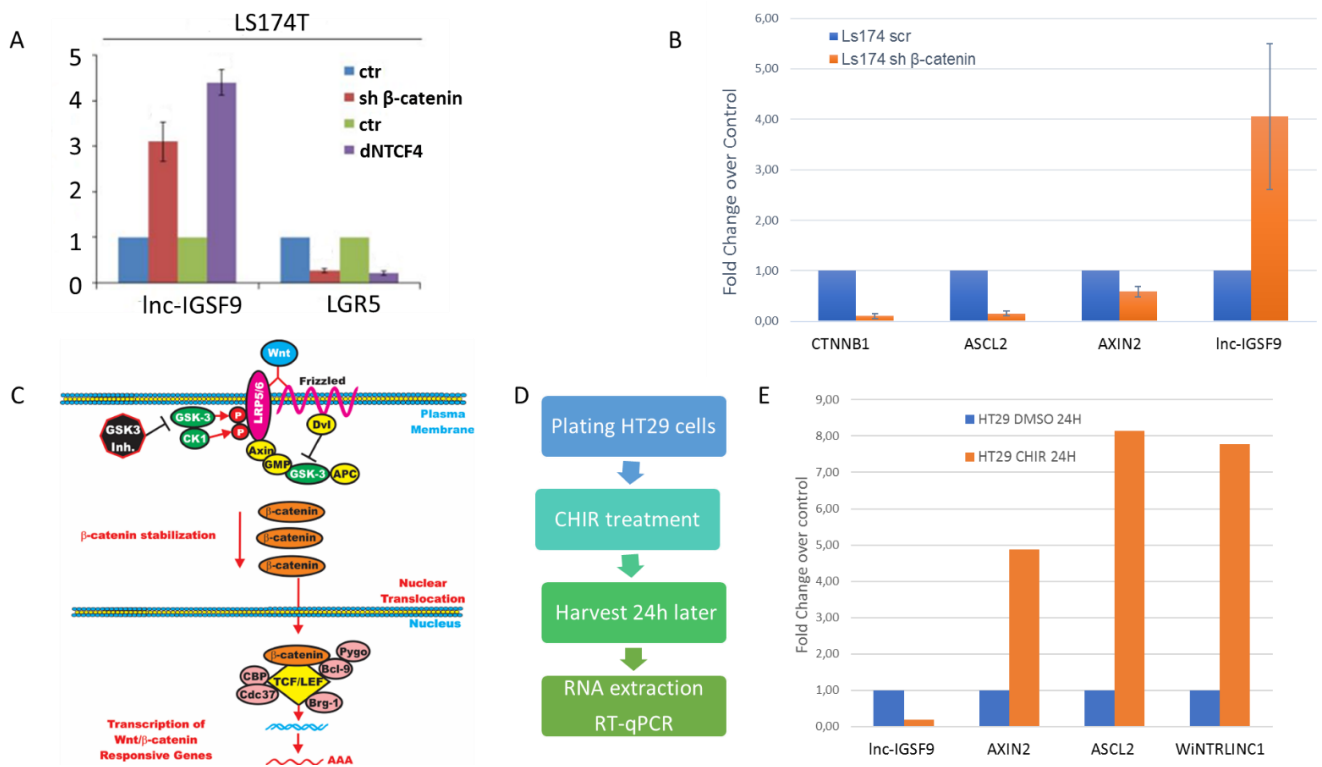 A
LS174T
5
4
3
2
1
0
ctr
sh β-catenin
ctr
dNTCF4
lnc-IGSF9
LGR5
B
Fold Change over Control
6,00
5,00
4,00
3,00
2,00
1,00
0,00
Ls174 scr
Ls174 sh β-catenin
CTNNB1
ASCL2
AXIN2
lnc-IGSF9
C
Wnt
Frizzled
LRP5/6
Plasma
Membrane
GSK3
Inh.
GSK-3
CK1
P
P
Dvl
Axin
GMP
GSK-3
APC
β-catenin
β-catenin
β-catenin
β-catenin stabilization
Nuclear
Translocation
Nucleus
β-catenin
Pygo
Bcl-9
CBP
TCF/LEF
Cdc37
Brg-1
Transcription of
Wnt/β-catenin
Responsive Genes
AAA
D
Plating HT29 cells
CHIR treatment
Harvest 24h later
RNA extraction
RT-qPCR
E
Fold Change over control
9,00
8,00
7,00
6,00
5,00
4,00
3,00
2,00
1,00
0,00
HT29 DMSO 24H
HT29 CHIR 24H
lnc-IGSF9
AXIN2
ASCL2
WiNTRLINC1